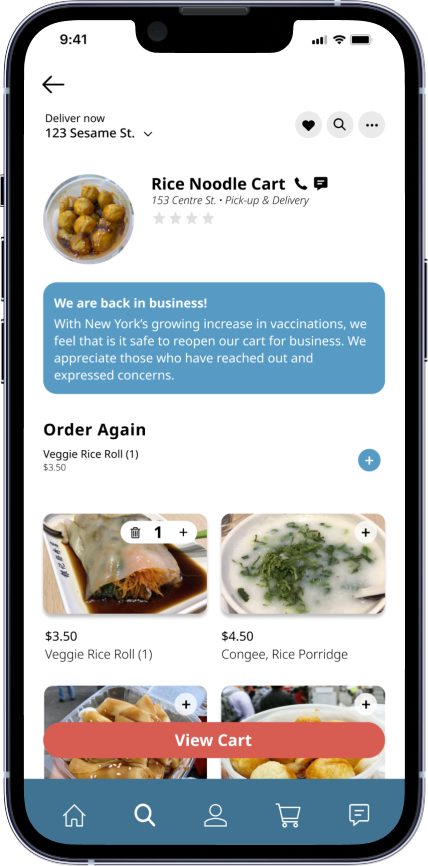 9:41
Deliver now
123 Sesame St.
Rice Noodle Cart
153 Centre St. • Pick-up & Delivery
We are back in business!
With New York's growing increase in vaccinations, we
feel that is it safe to reopen our cart for business. We
appreciate those who have reached out and
expressed concerns.
Order Again
Veggie Rice Roll (1)
$3.50
+
1 +
+
$3.50
$4.50
Veggie Rice Roll (1)
Congee, Rice Porridge
+
+
View Cart